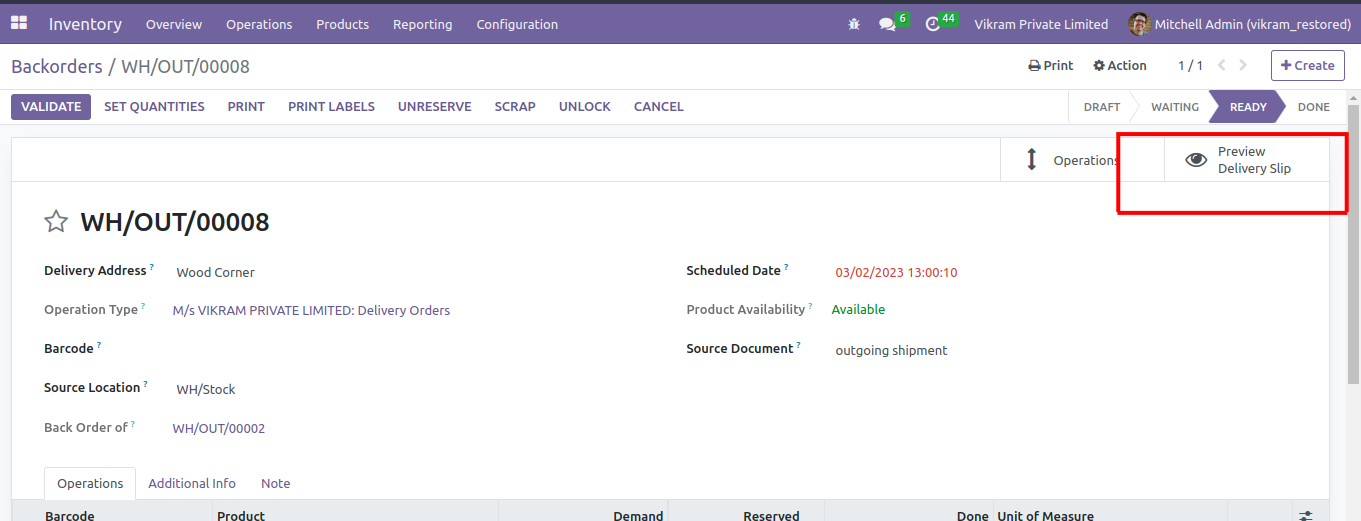 Inventory Overview Operations Products Reporting Configuration 6 44 Vikram Private Limited Mitchell Admin (vikram_restored)
Backorders / WH/OUT/00008 Print Action 1 / 1 Create
VALIDATE SET QUANTITIES PRINT PRINT LABELS UNRESERVE SCRAP UNLOCK CANCEL DRAFT WAITING READY DONE
Operations Preview
Delivery Slip
WH/OUT/00008
Delivery Address ? Wood Corner Scheduled Date ? 03/02/2023 13:00:10
Operation Type ? M/s VIKRAM PRIVATE LIMITED: Delivery Orders Product Availability ? Available
Barcode ? Source Document ? outgoing shipment
Source Location ? WH/Stock
Back Order of ? WH/OUT/00002
Operations Additional Info Note
Barcode Product Demand Reserved Done Unit of Measure